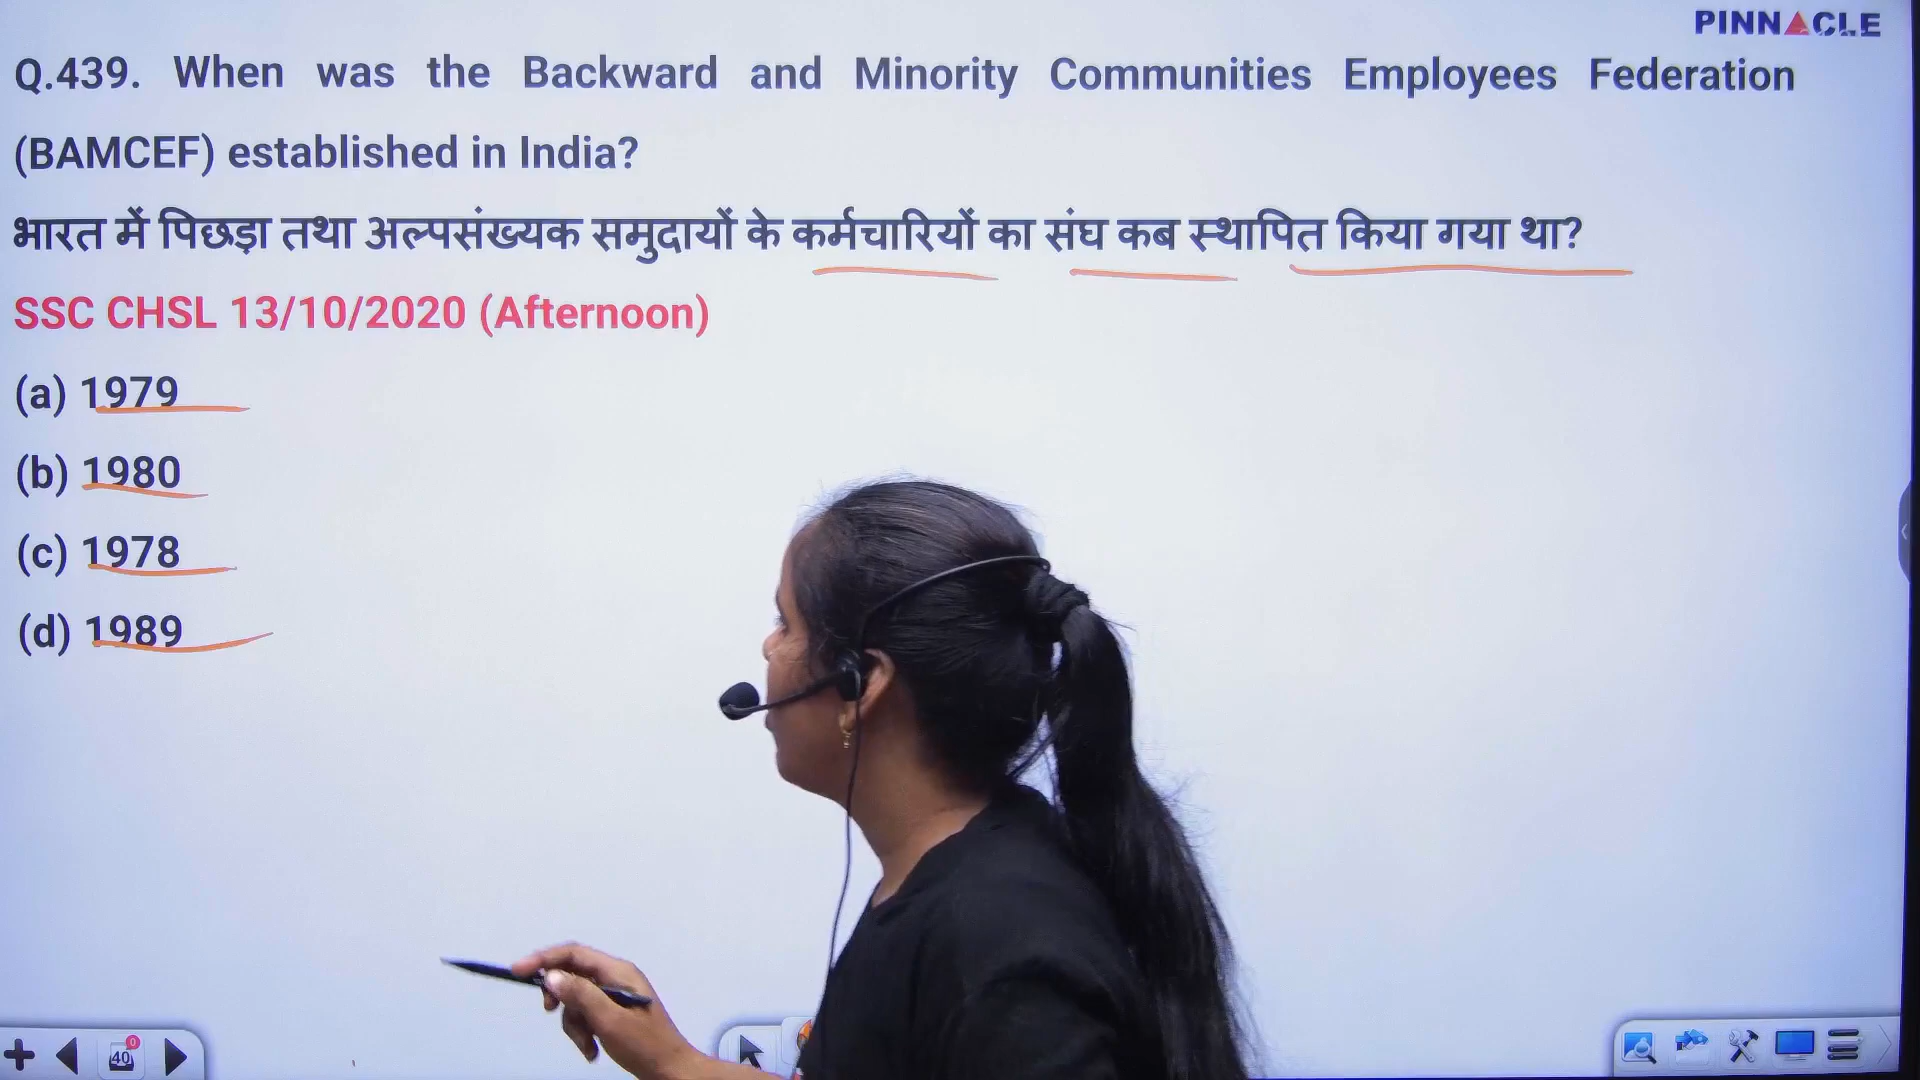 PINNACLE
Q.439. When was the Backward and Minority Communities Employees Federation
(BAMCEF) established in India?
भारत में पिछड़ा तथा अल्पसंख्यक समुदायों के कर्मचारियों का संघ कब स्थापित किया गया था?
SSC CHSL 13/10/2020 (Afternoon)
(a) 1979
(b) 1980
(c) 1978
(d) 1989
0
40